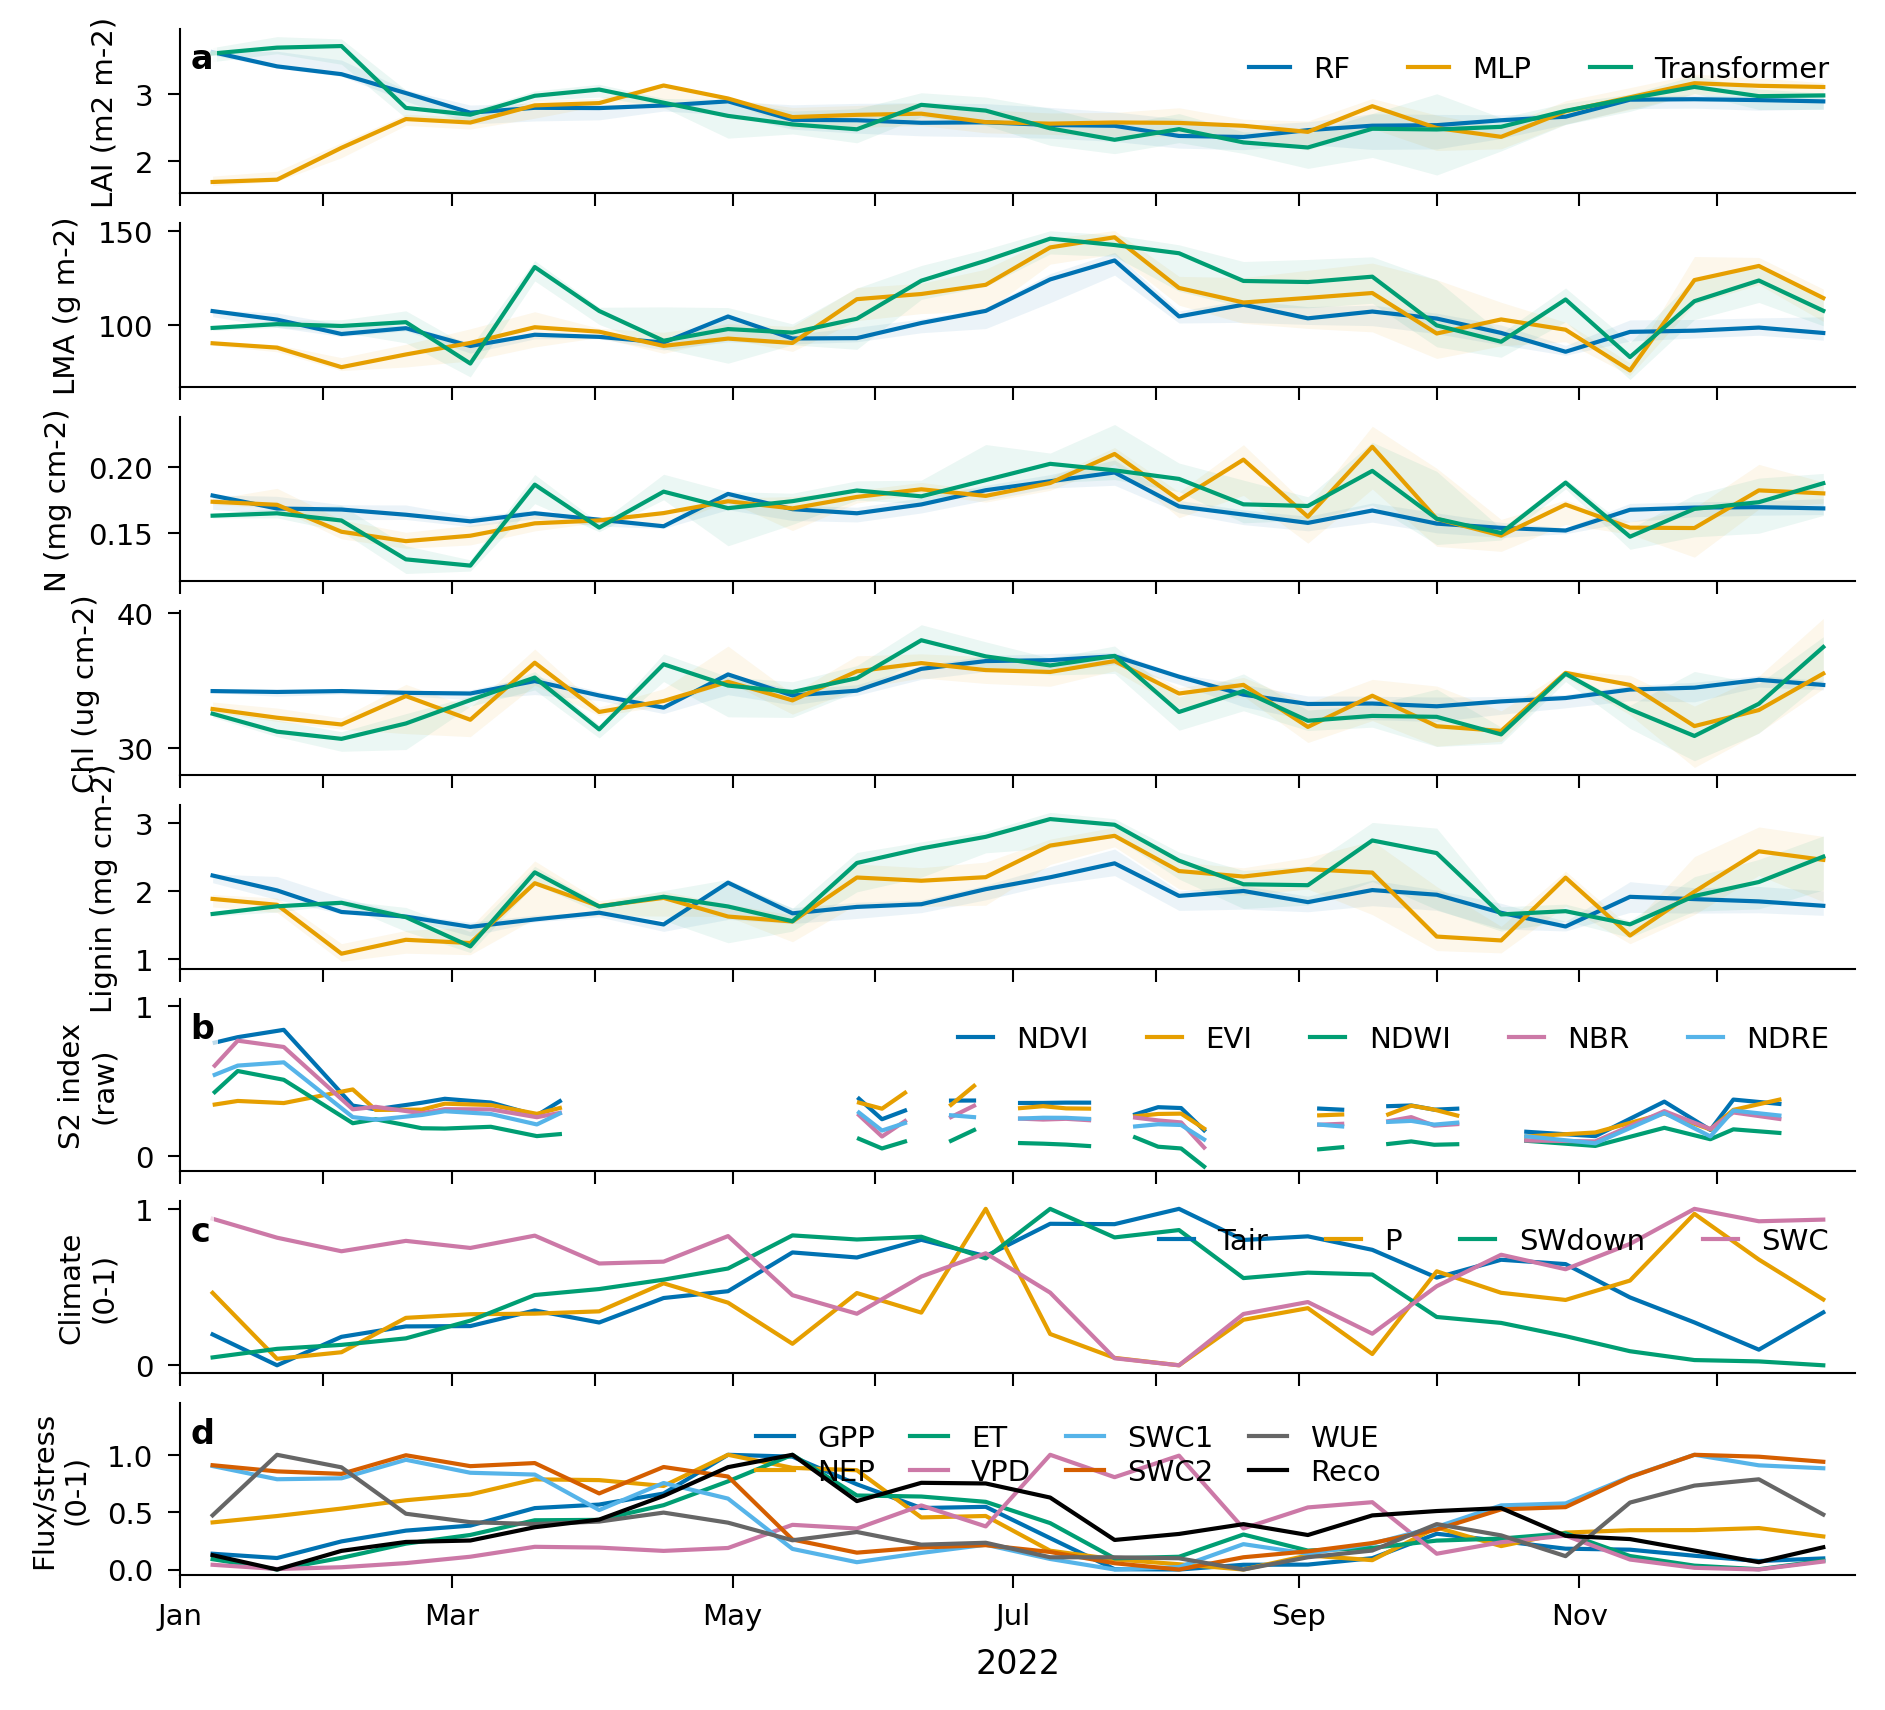 a
RF MLP Transformer
LAI (m2 m-2)
3
2
LMA (g m-2)
150
100
N (mg cm-2)
0.20
0.15
Chl (ug cm-2)
40
30
Lignin (mg cm-2)
3
2
1
b
NDVI EVI NDWI NBR NDRE
S2 index
(raw)
1
0
c
Tair P SWdown SWC
Climate
(0-1)
1
0
d
GPP ET SWC1 WUE
NEP VPD SWC2 Reco
Flux/stress
(0-1)
1.0
0.5
0.0
Jan Mar May Jul Sep Nov
2022